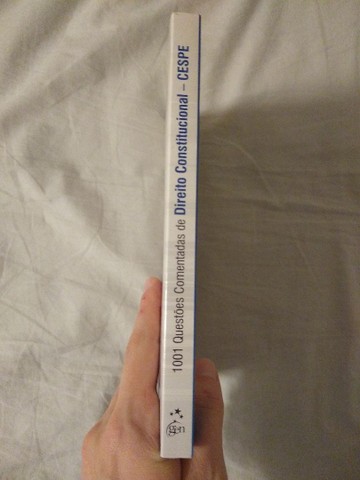 1001 Questões Comentadas de Direito Constitucional – CESPE